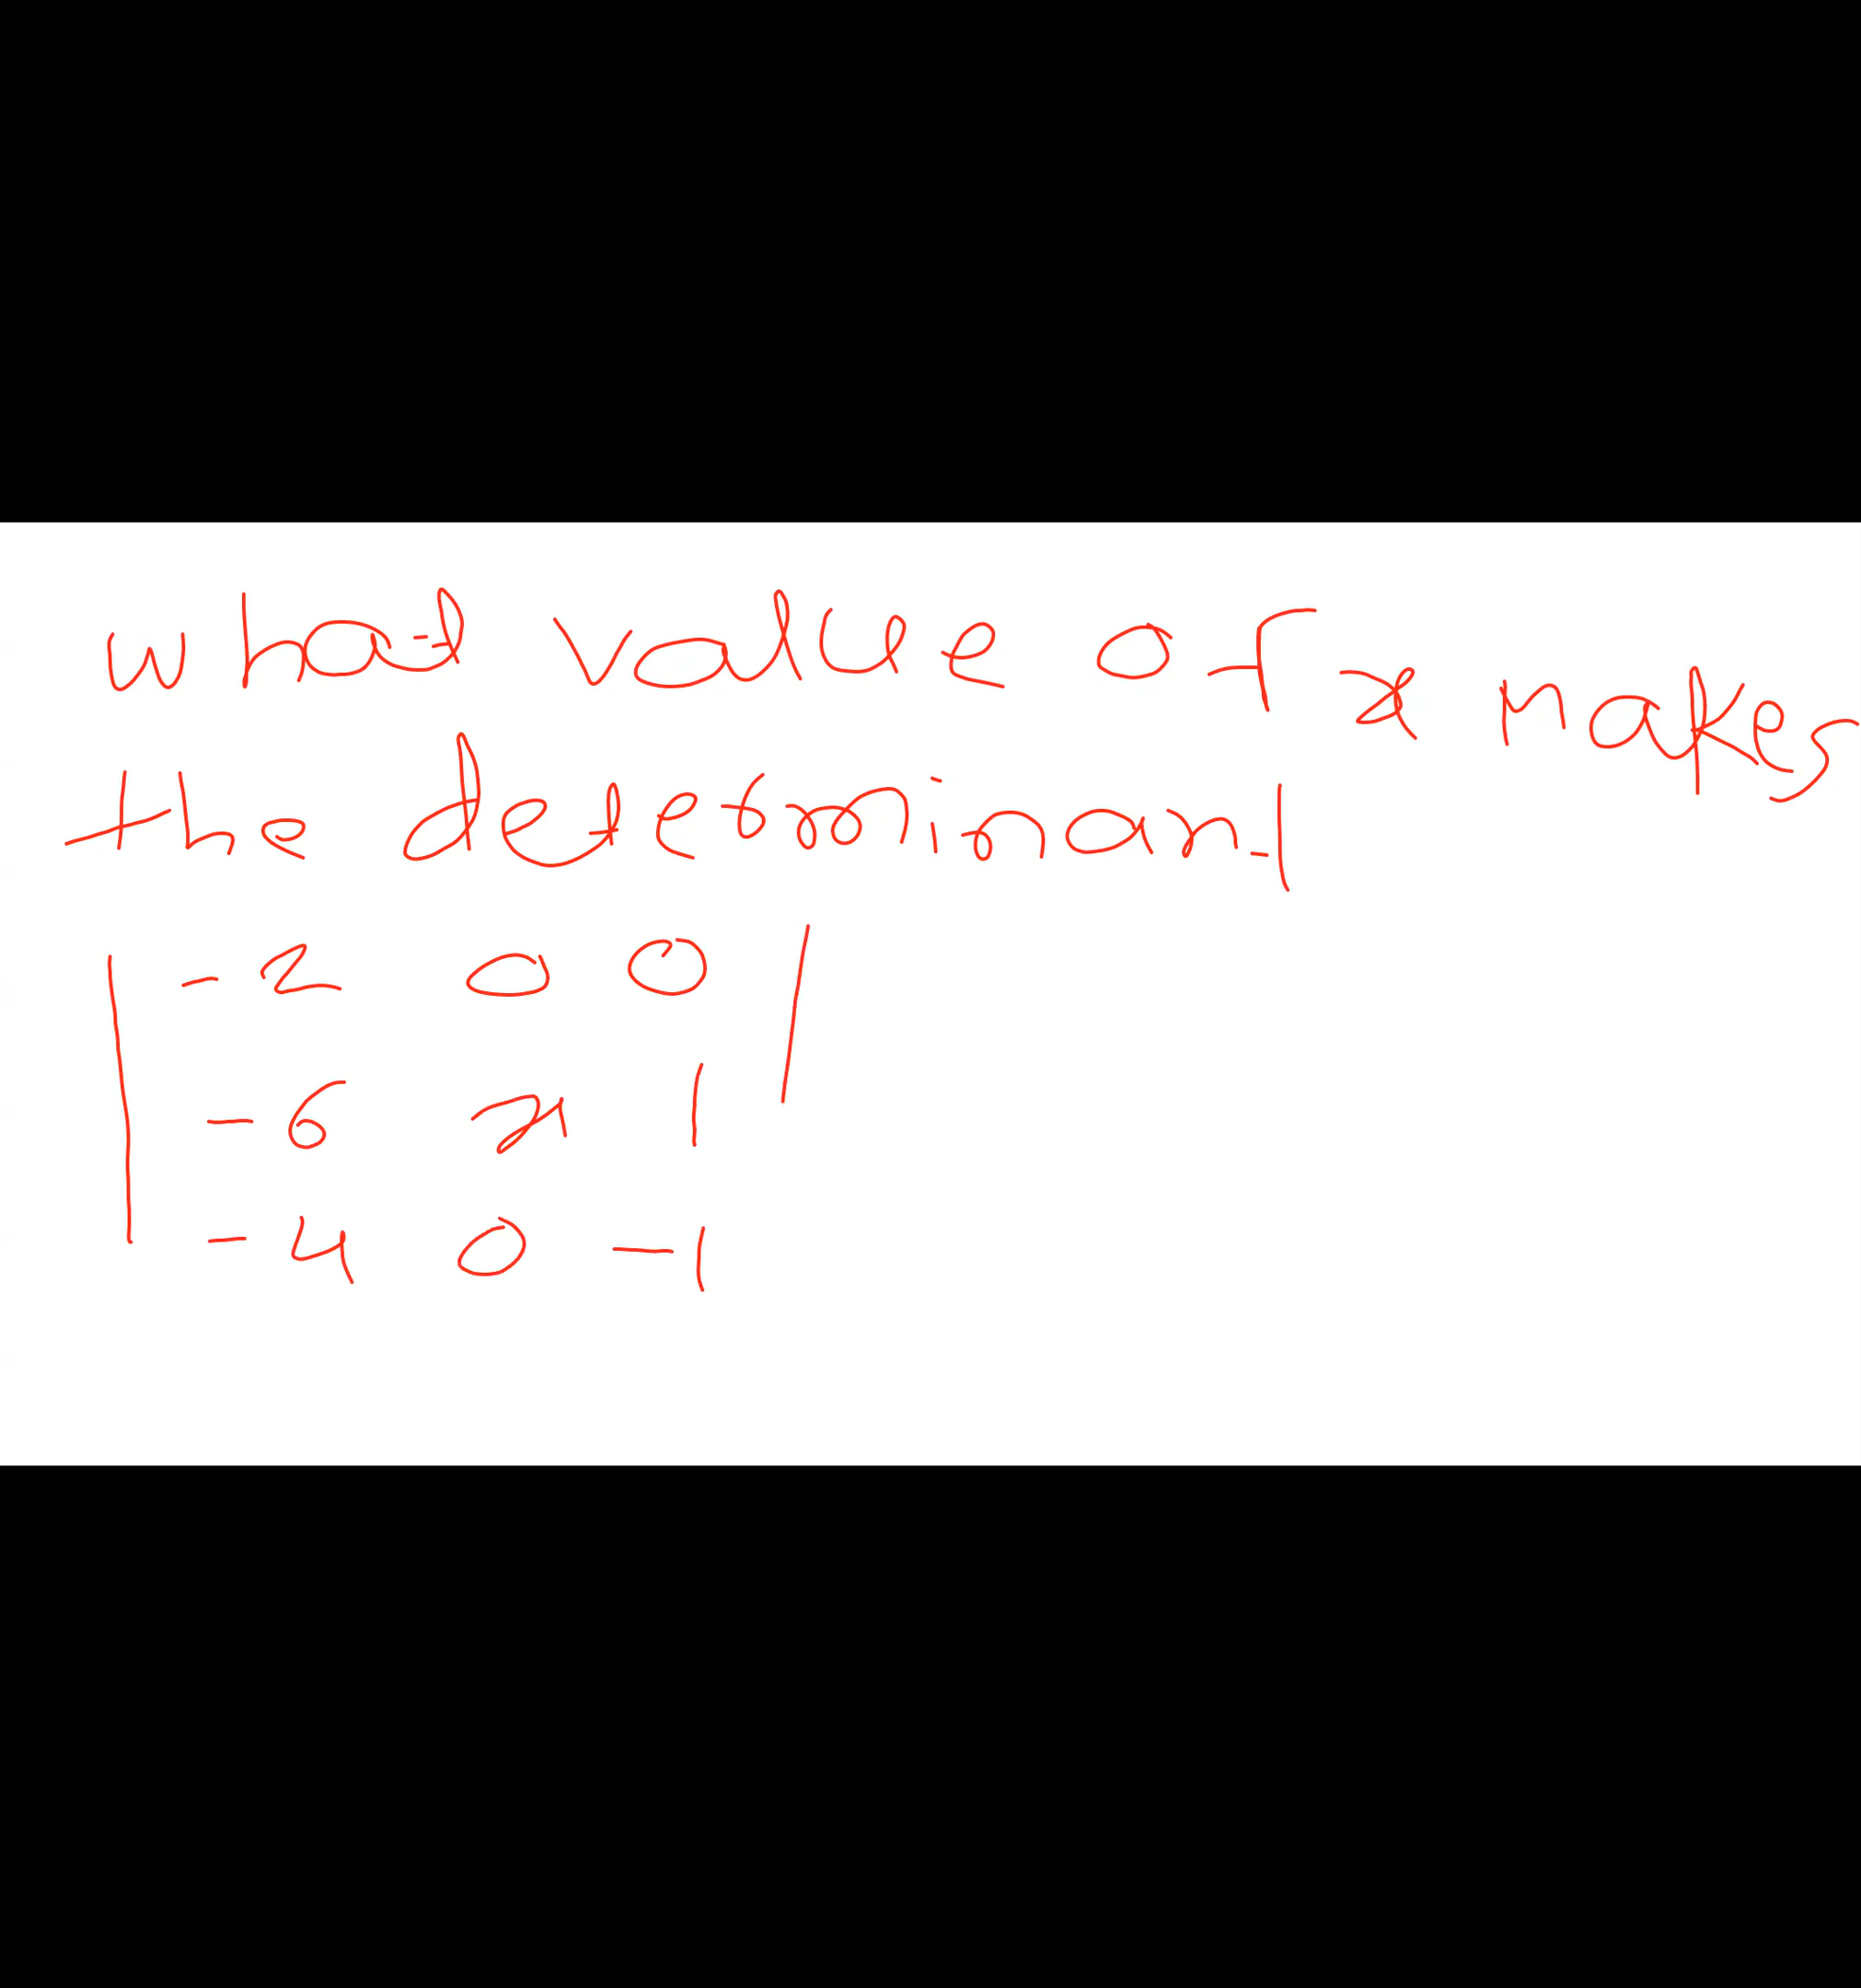 what value of x makes
the determinant
| -2 0 0 |
-6 x 1
-4 0 -1